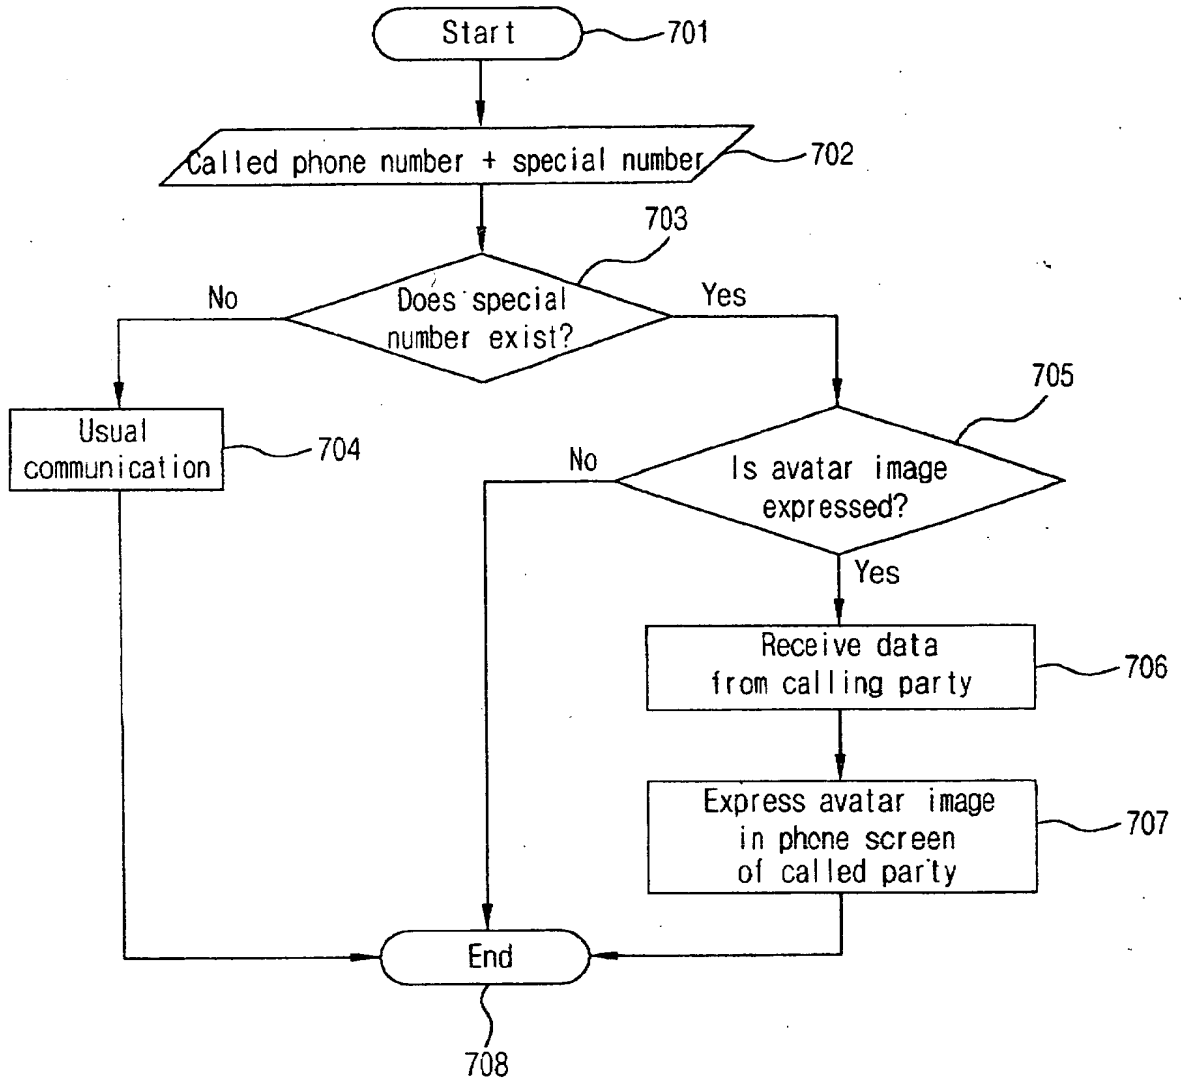 Start
701
Called phone number + special number
702
703
No
Does special
number exist?
Yes
705
Usual
communication
704
No
Is avatar image
expressed?
Yes
Receive data
from calling party
706
Express avatar image
in phone screen
of called party
707
End
708